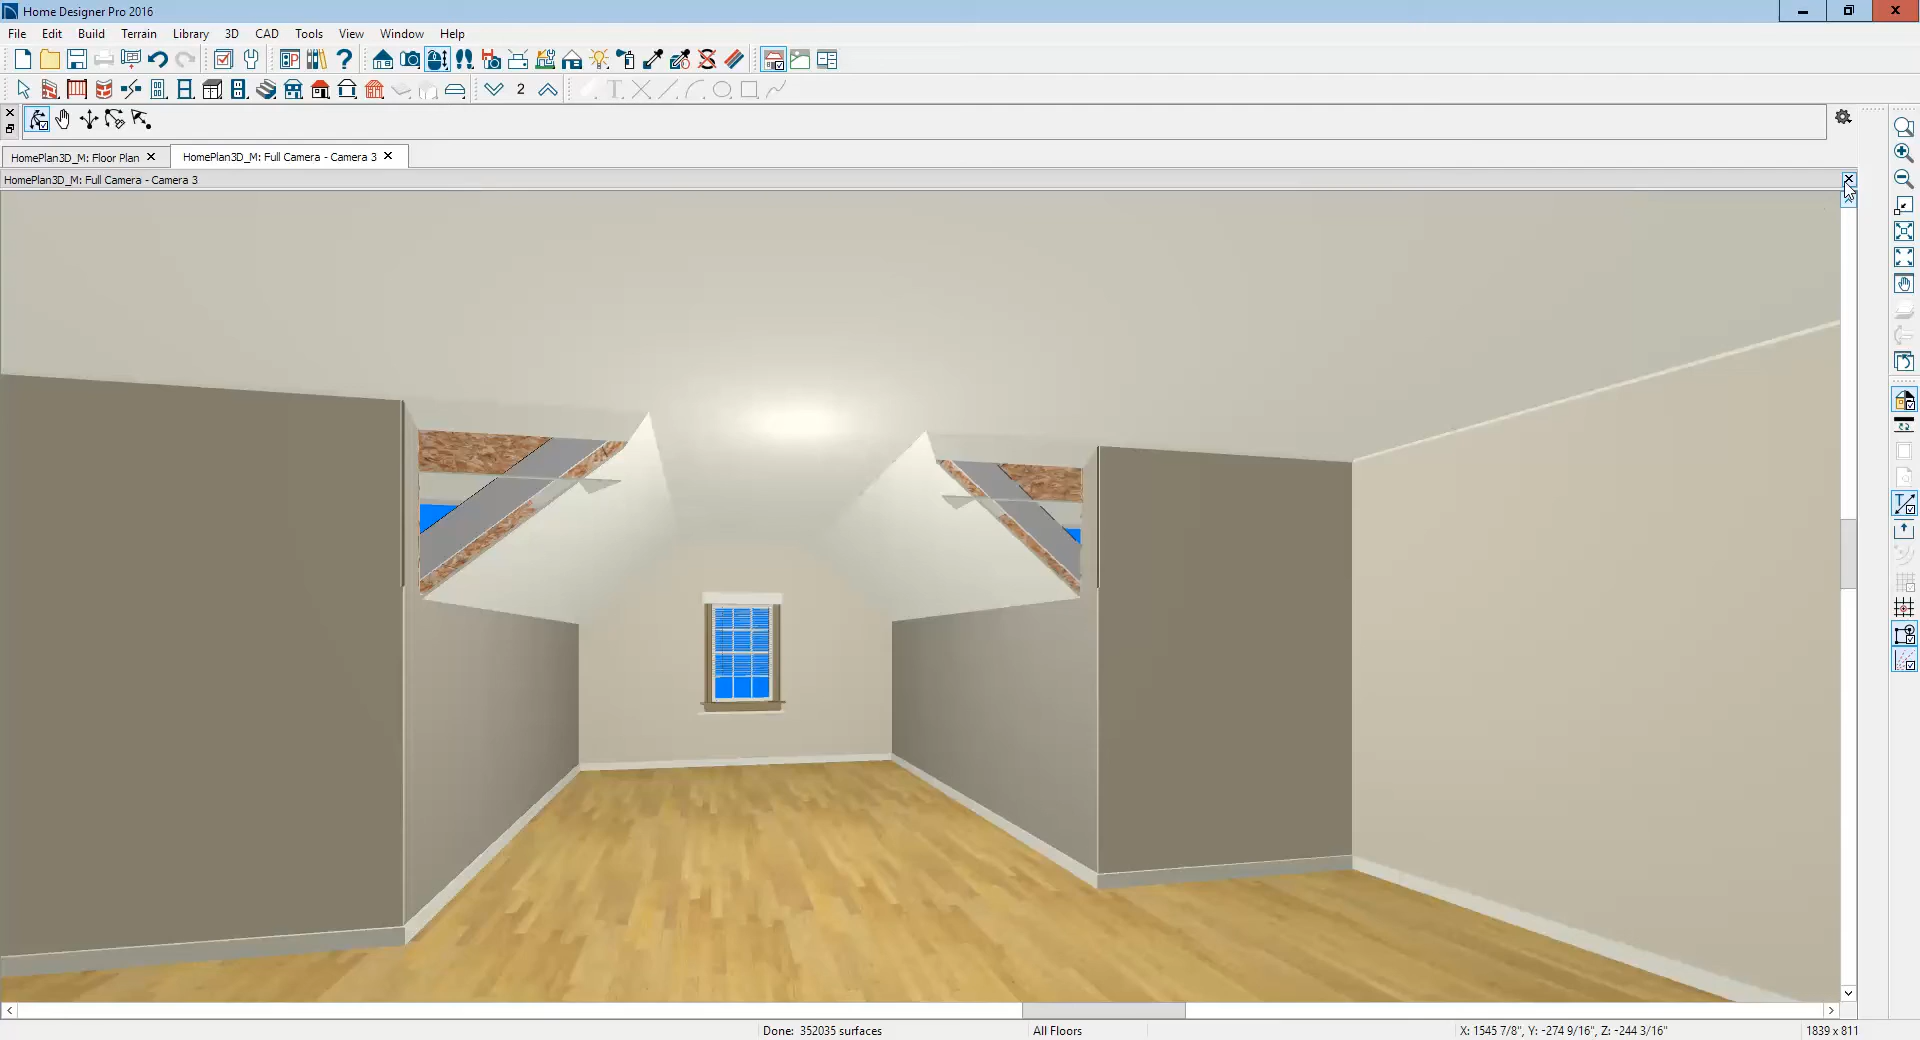 Home Designer Pro 2016
File Edit Build Terrain Library 3D CAD Tools View Window Help
2
HomePlan3D_M: Floor Plan HomePlan3D_M: Full Camera - Camera 3
HomePlan3D_M: Full Camera - Camera 3
Done: 352035 surfaces All Floors X: 1545 7/8", Y: -274 9/16", Z: -244 3/16" 1839 x 811